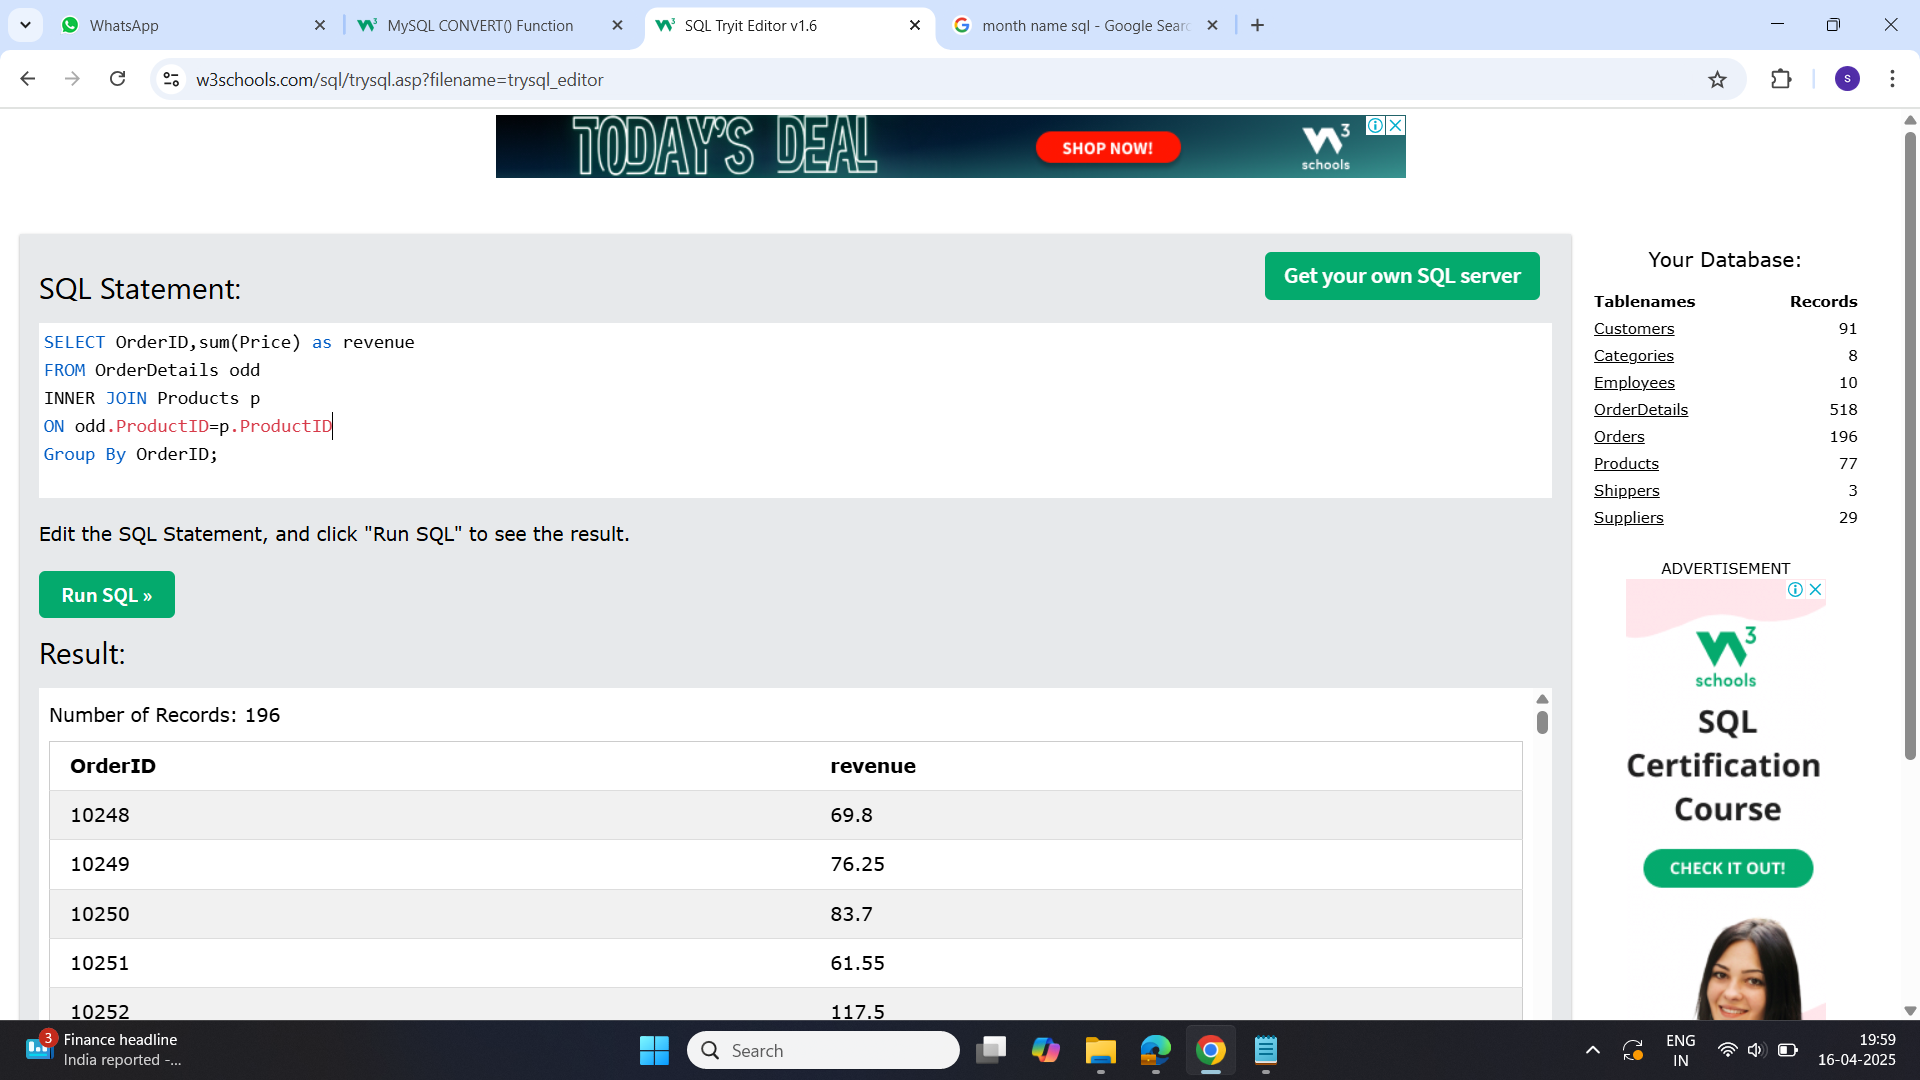 WhatsApp
MySQL CONVERT() Function
SQL Tryit Editor v1.6
month name sql - Google Searc
w3schools.com/sql/trysql.asp?filename=trysql_editor
S
TODAY'S DEAL
SHOP NOW!
3
schools
SQL Statement:
Get your own SQL server
SELECT OrderID,sum(Price) as revenue
FROM OrderDetails odd
INNER JOIN Products p
ON odd.ProductID=p.ProductID
Group By OrderID;
Edit the SQL Statement, and click "Run SQL" to see the result.
Run SQL »
Result:
Number of Records: 196
OrderID revenue
10248 69.8
10249 76.25
10250 83.7
10251 61.55
10252 117.5
Your Database:
Tablenames Records
Customers 91
Categories 8
Employees 10
OrderDetails 518
Orders 196
Products 77
Shippers 3
Suppliers 29
ADVERTISEMENT
3
schools
SQL
Certification
Course
CHECK IT OUT!
3
Finance headline
India reported -...
Search
ENG
IN
19:59
16-04-2025